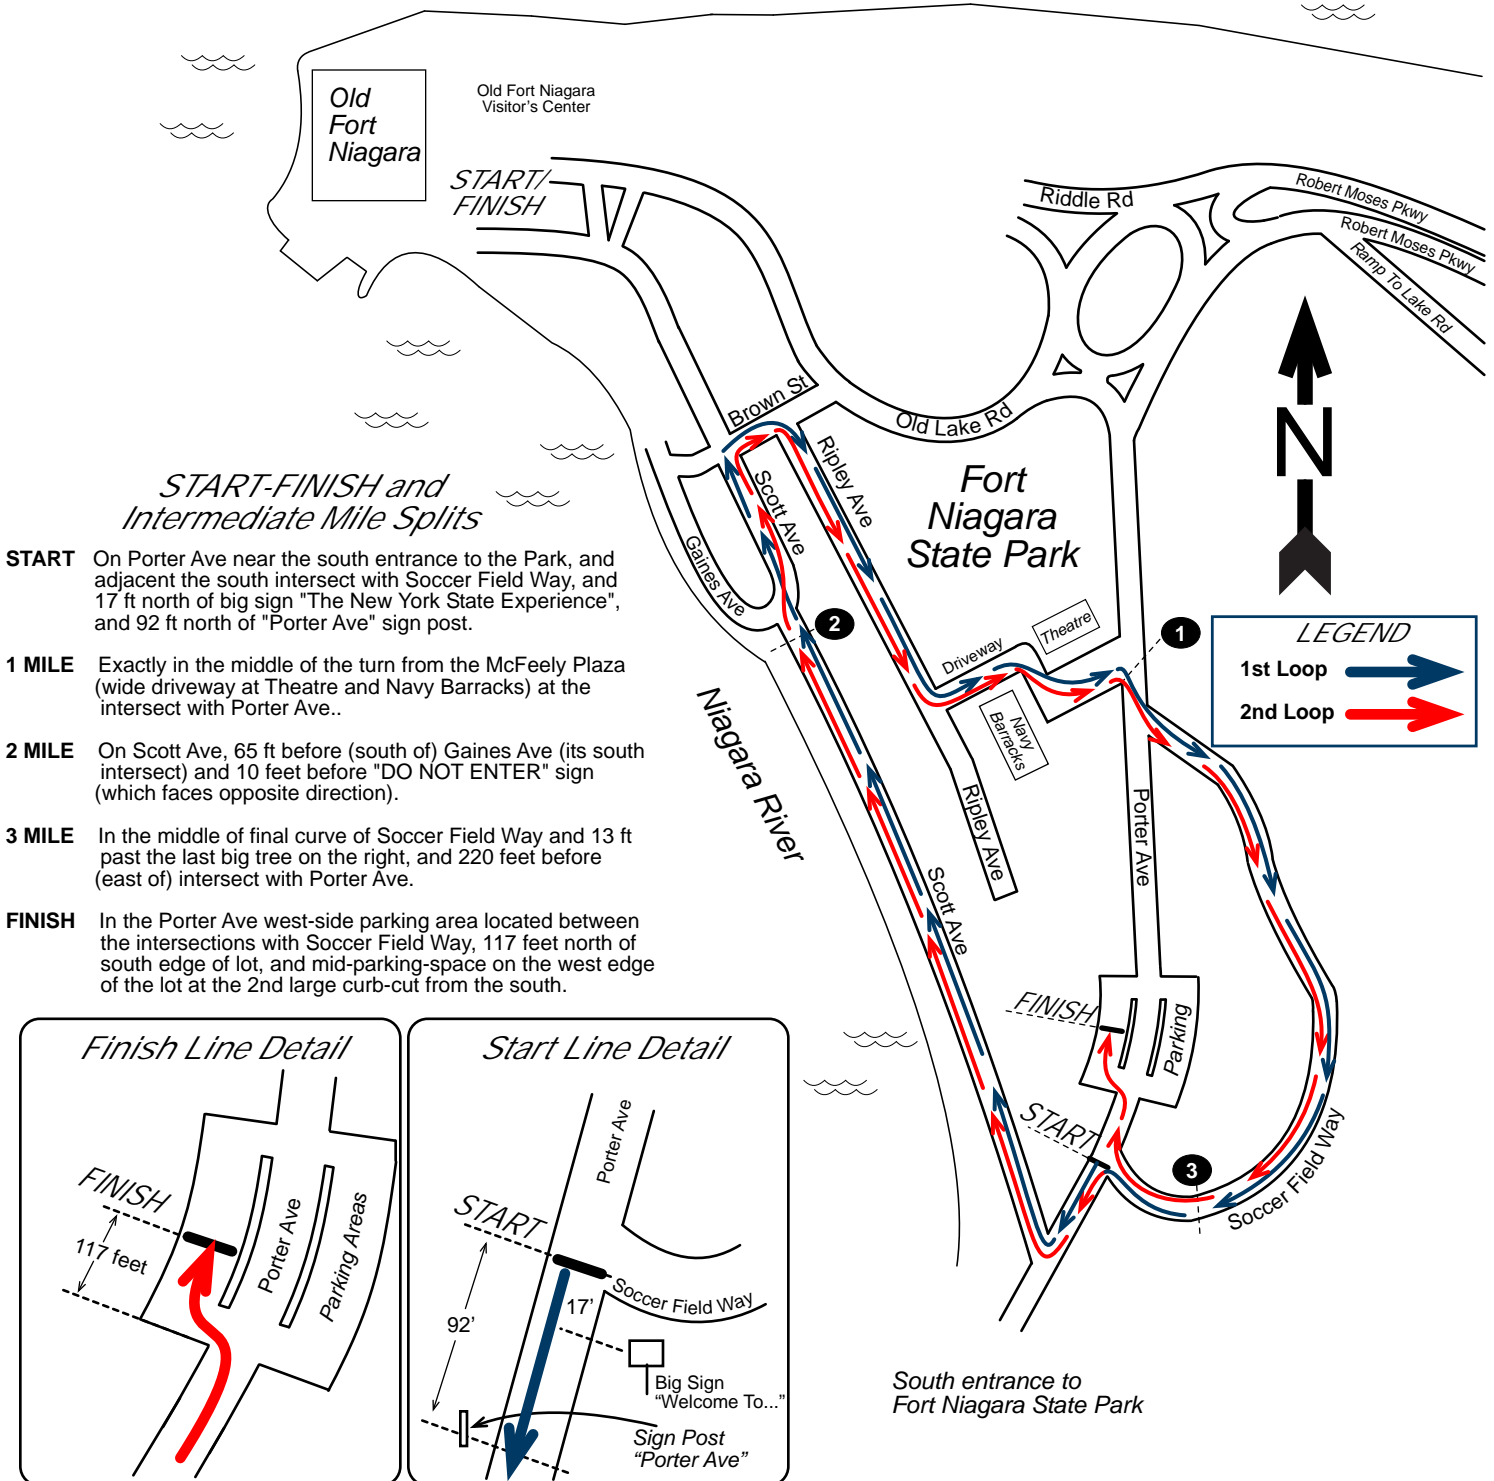 Old
Fort
Niagara
Old Fort Niagara
Visitor's Center
START/
FINISH
Riddle Rd
Robert Moses Pkwy
Robert Moses Pkwy
Ramp To Lake Rd
Brown St
Old Lake Rd
Ripley Ave
Scott Ave
Gaines Ave
Fort
Niagara
State Park
N
START-FINISH and
Intermediate Mile Splits
START On Porter Ave near the south entrance to the Park, and
adjacent the south intersect with Soccer Field Way, and
17 ft north of big sign "The New York State Experience",
and 92 ft north of "Porter Ave" sign post.
1 MILE Exactly in the middle of the turn from the McFeely Plaza
(wide driveway at Theatre and Navy Barracks) at the
intersect with Porter Ave..
2 MILE On Scott Ave, 65 ft before (south of) Gaines Ave (its south
intersect) and 10 feet before "DO NOT ENTER" sign
(which faces opposite direction).
3 MILE In the middle of final curve of Soccer Field Way and 13 ft
past the last big tree on the right, and 220 feet before
(east of) intersect with Porter Ave.
FINISH In the Porter Ave west-side parking area located between
the intersections with Soccer Field Way, 117 feet north of
south edge of lot, and mid-parking-space on the west edge
of the lot at the 2nd large curb-cut from the south.
2
Driveway
Theatre
1
LEGEND
1st Loop
2nd Loop
Navy
Barracks
Niagara River
Ripley Ave
Porter Ave
Scott Ave
FINISH
Parking
START
3
Soccer Field Way
South entrance to
Fort Niagara State Park
Finish Line Detail
FINISH
117 feet
Porter Ave
Parking Areas
Start Line Detail
Porter Ave
START
Soccer Field Way
17'
92'
Big Sign
“Welcome To...”
Sign Post
“Porter Ave”